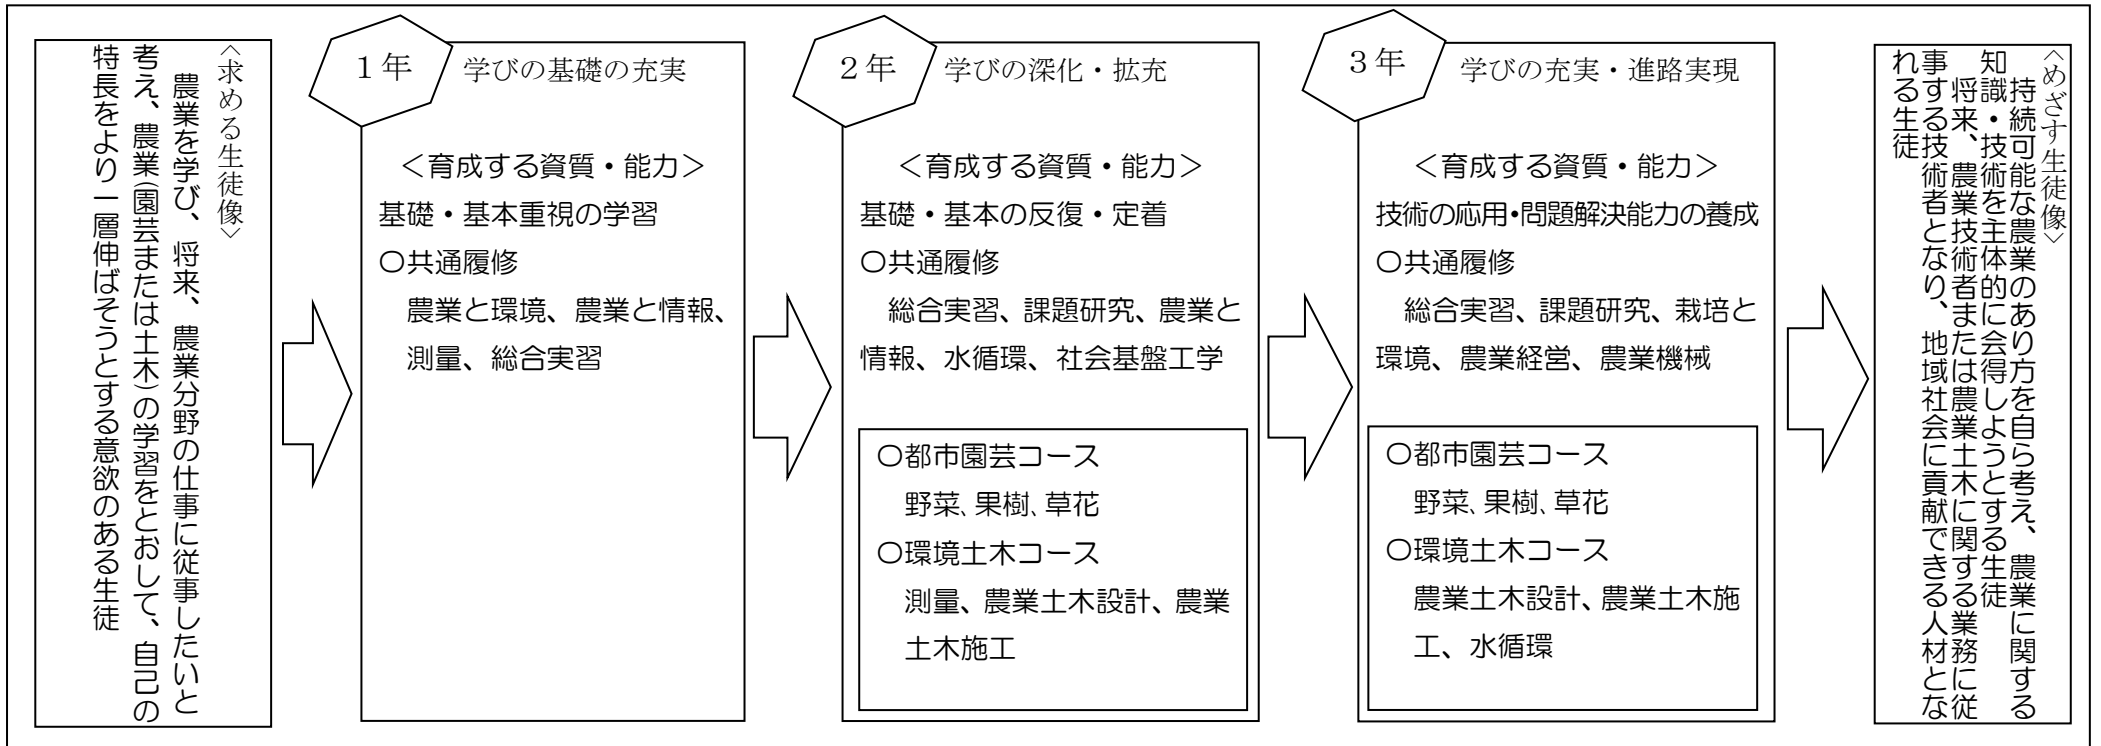 〈求める生徒像〉
農業を学び、将来、農業分野の仕事に従事したいと
考え、農業(園芸または土木)の学習をとおして、自己の
特長をより一層伸ばそうとする意欲のある生徒
１年
学びの基礎の充実
＜育成する資質・能力＞
基礎・基本重視の学習
○共通履修
農業と環境、農業と情報、
測量、総合実習
２年
学びの深化・拡充
＜育成する資質・能力＞
基礎・基本の反復・定着
○共通履修
総合実習、課題研究、農業と
情報、水循環、社会基盤工学
○都市園芸コース
野菜、果樹、草花
○環境土木コース
測量、農業土木設計、農業
土木施工
３年
学びの充実・進路実現
＜育成する資質・能力＞
技術の応用・問題解決能力の養成
○共通履修
総合実習、課題研究、栽培と
環境、農業経営、農業機械
○都市園芸コース
野菜、果樹、草花
○環境土木コース
農業土木設計、農業土木施
工、水循環
〈めざす生徒像〉
持続可能な農業のあり方を自ら考え、農業に関する
知識・技術を主体的に会得しようとする生徒
将来、農業技術者または農業土木に関する業務に従
事する技術者となり、地域社会に貢献できる人材とな
れる生徒